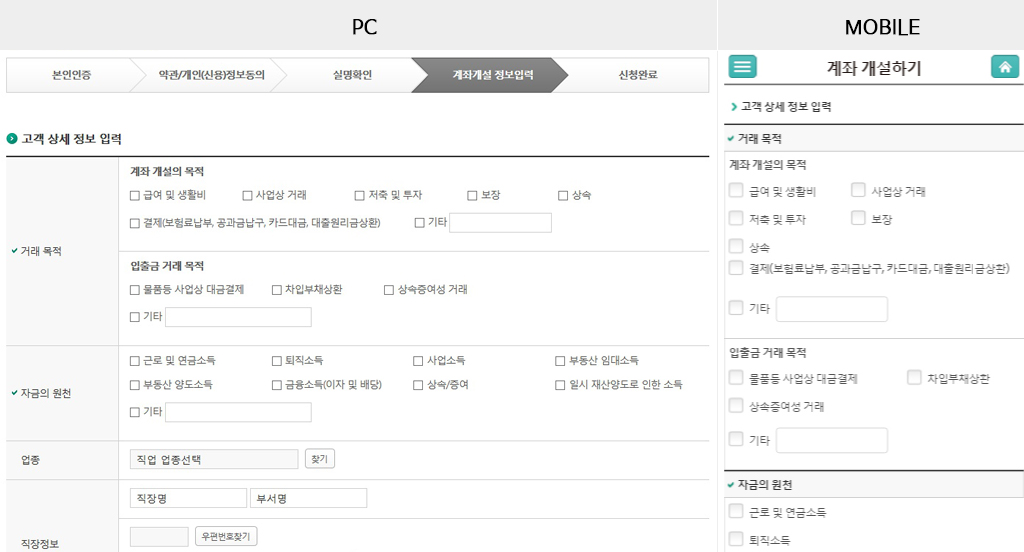 PC
본인인증 약관/개인(신용)정보동의 실명확인 계좌개설 정보입력 신청완료
고객 상세 정보 입력
거래 목적
계좌 개설의 목적
급여 및 생활비 사업상 거래 저축 및 투자 보장 상속
결제(보험료납부, 공과금납구, 카드대금, 대출원리금상환) 기타
입출금 거래 목적
물품등 사업상 대금결제 차입부채상환 상속증여성 거래
기타
자금의 원천
근로 및 연금소득 퇴직소득 사업소득 부동산 임대소득
부동산 양도소득 금융소득(이자 및 배당) 상속/증여 일시 재산양도로 인한 소득
기타
업종
직업 업종선택 찾기
직장정보
직장명 부서명
우편번호찾기
MOBILE
계좌 개설하기
고객 상세 정보 입력
거래 목적
계좌 개설의 목적
급여 및 생활비 사업상 거래
저축 및 투자 보장
상속
결제(보험료납부, 공과금납구, 카드대금, 대출원리금상환)
기타
입출금 거래 목적
물품등 사업상 대금결제 차입부채상환
상속증여성 거래
기타
자금의 원천
근로 및 연금소득
퇴직소득